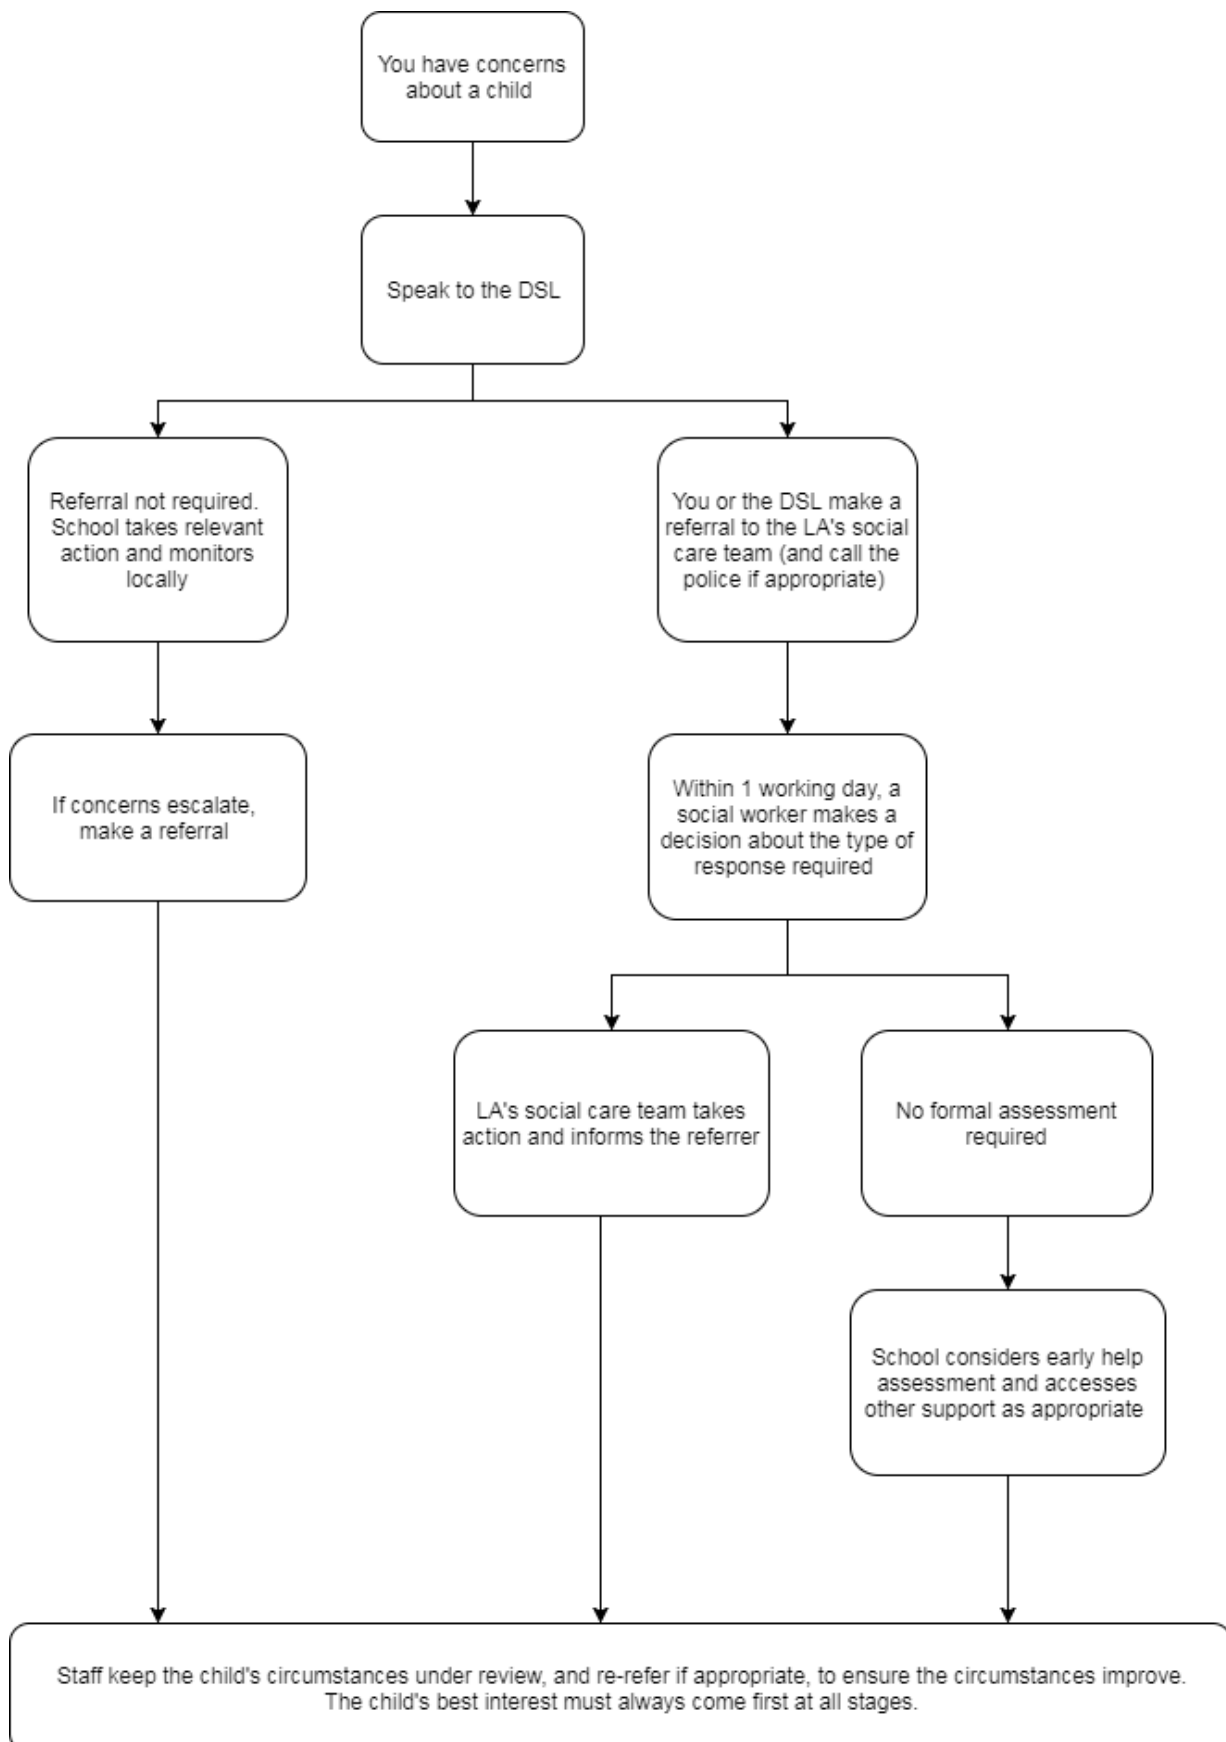 You have concerns
about a child
Speak to the DSL
Referral not required.
School takes relevant
action and monitors
locally
You or the DSL make a
referral to the LA's social
care team (and call the
police if appropriate)
If concerns escalate,
make a referral
Within 1 working day, a
social worker makes a
decision about the type of
response required
LA's social care team takes
action and informs the referrer
No formal assessment
required
School considers early help
assessment and accesses
other support as appropriate
Staff keep the child's circumstances under review, and re-refer if appropriate, to ensure the circumstances improve.
The child's best interest must always come first at all stages.